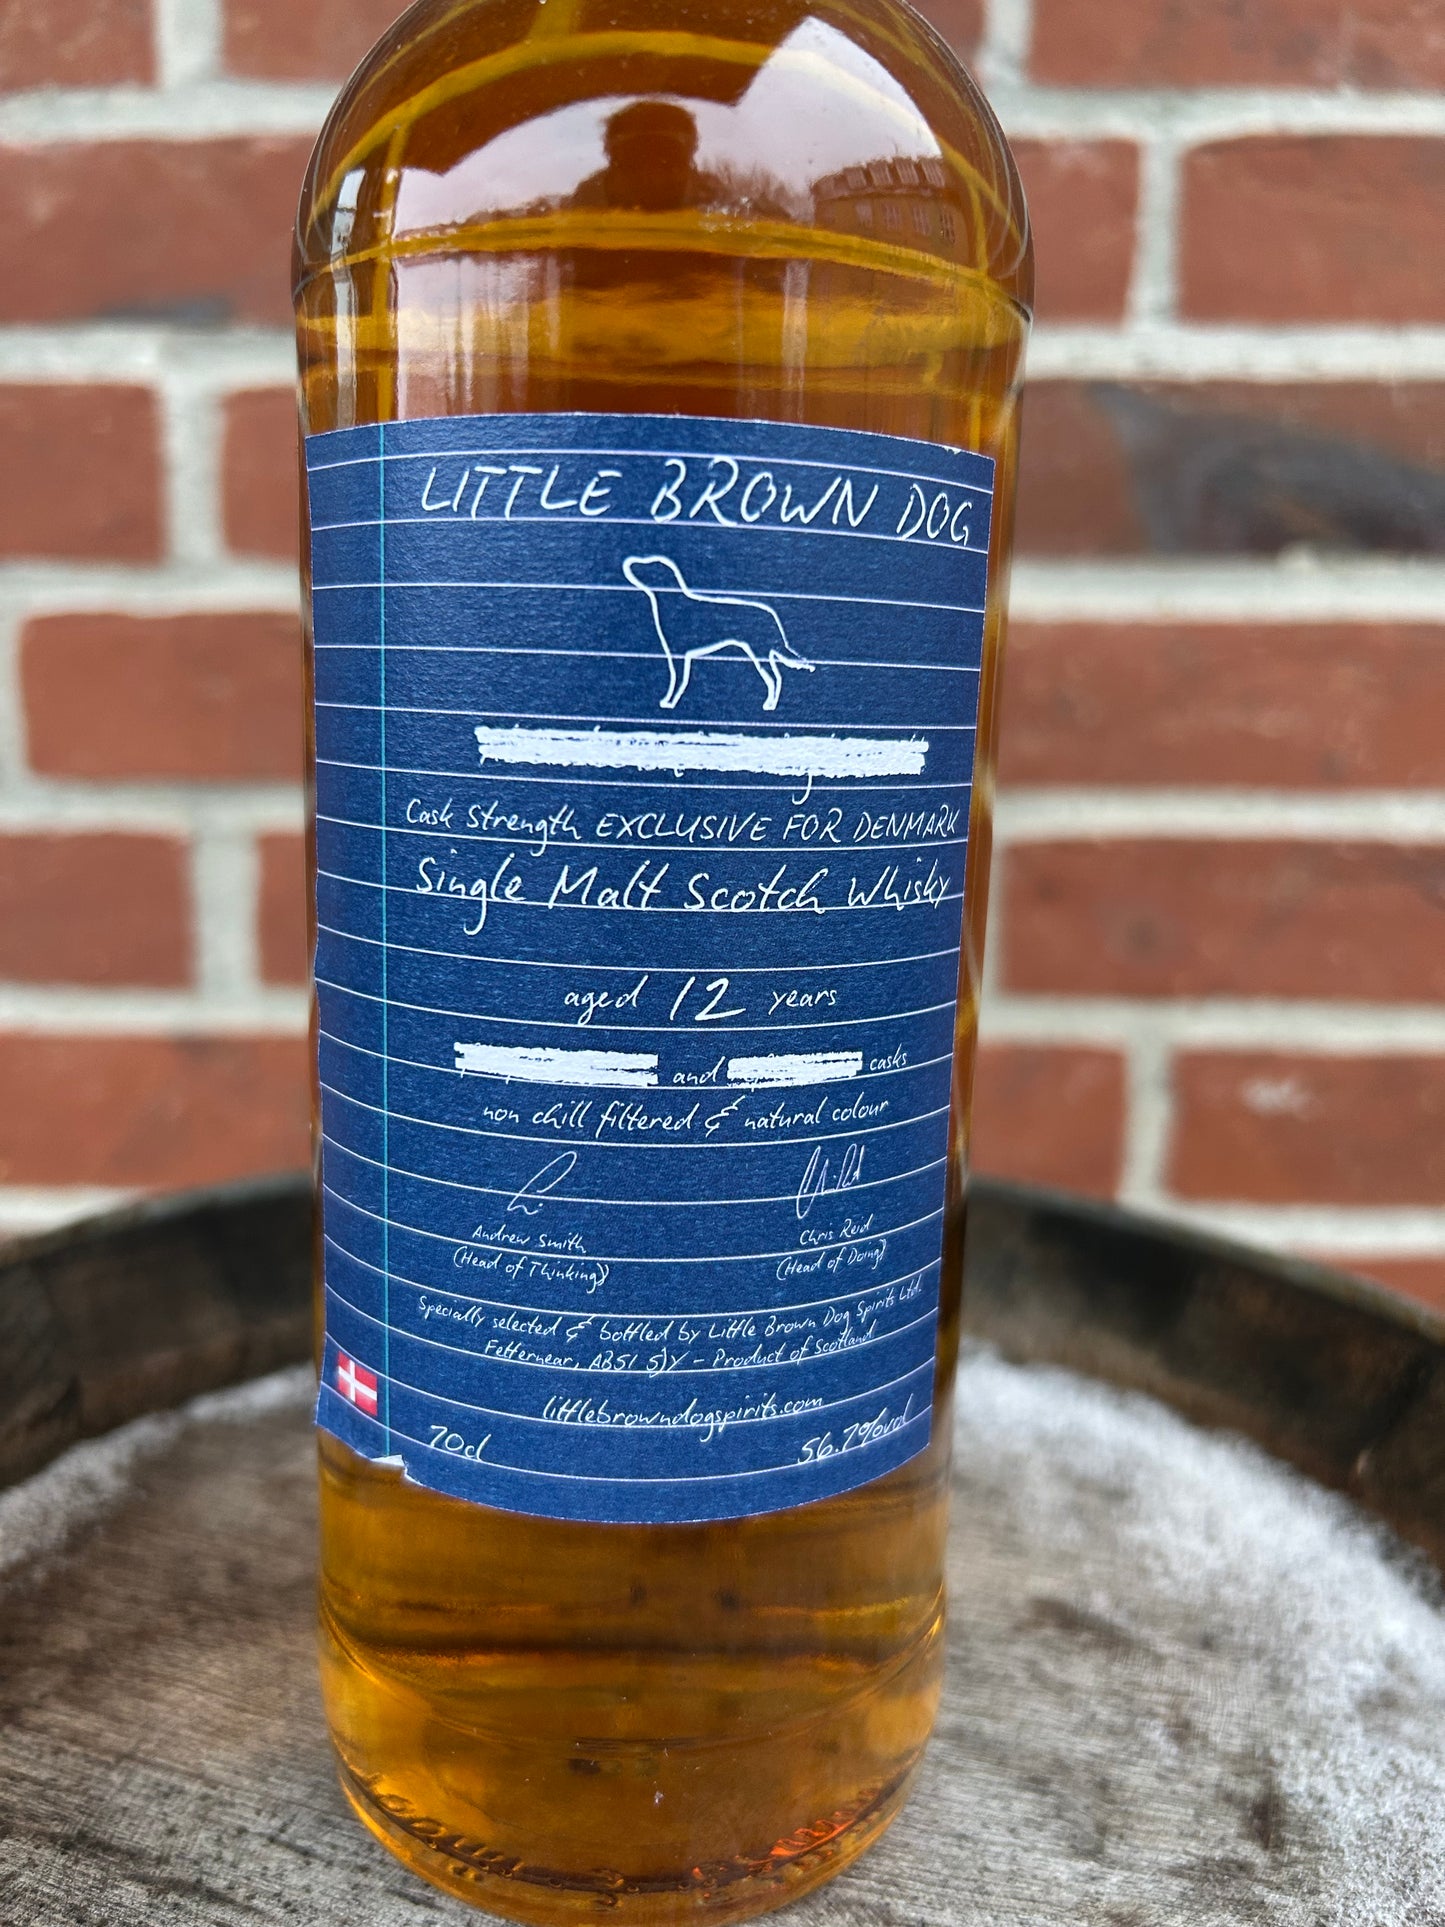 LITTLE BROWN DOG
Cask Strength EXCLUSIVE FOR DENMARK
Single Malt Scotch Whisky
aged 12 years
and casks
non chill filtered & natural colour
Andrew Smith Chris Reid
(Head of Thinking) (Head of Doing)
Specially selected & bottled by Little Brown Dog Spirits Ltd.
Fetternear, AB51 5JY - Product of Scotland
littlebrowndogspirits.com
70cl 56.7%vol